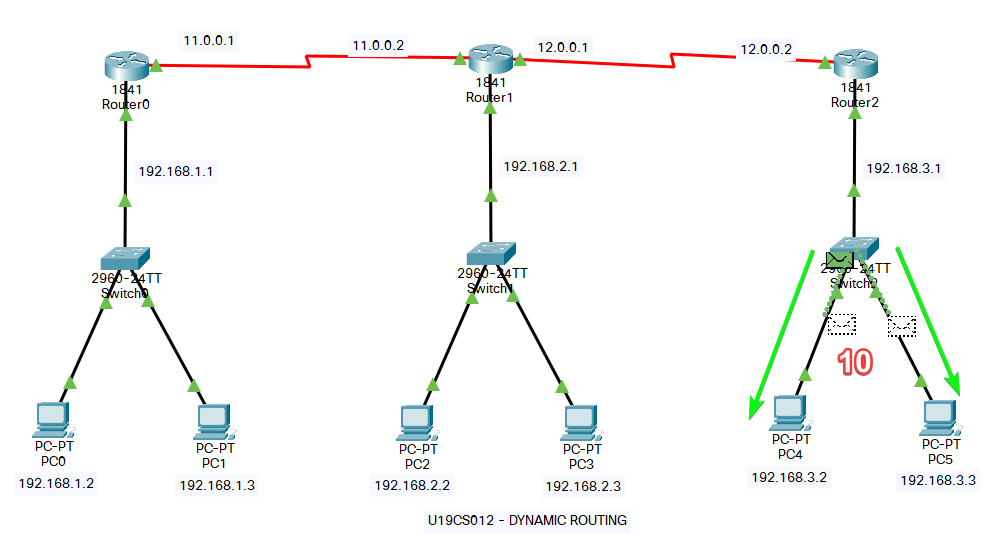 11.0.0.1
11.0.0.2
12.0.0.1
12.0.0.2
1841
Router0
1841
Router1
1841
Router2
192.168.1.1
192.168.2.1
192.168.3.1
2960-24TT
Switch0
2960-24TT
Switch1
2960-24TT
Switch2
10
PC-PT
PC0
PC-PT
PC1
PC-PT
PC2
PC-PT
PC3
PC-PT
PC4
PC-PT
PC5
192.168.1.2
192.168.1.3
192.168.2.2
192.168.2.3
192.168.3.2
192.168.3.3
U19CS012 - DYNAMIC ROUTING